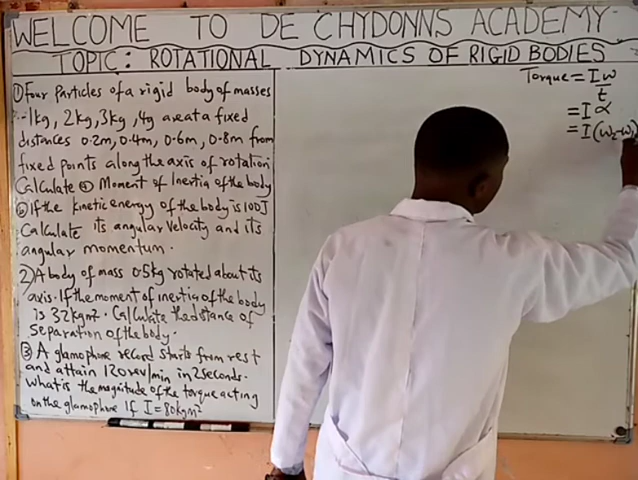 WELCOME TO DE CHYDONNS ACADEMY
TOPIC: ROTATIONAL DYNAMICS OF RIGID BODIES
① Four Particles of a rigid body of masses
-1kg, 2kg, 3kg, 4g are at a fixed
distances 0.2m, 0.4m, 0.6m, 0.8m from
fixed points along the axis of rotation
Calculate ⓐ Moment of Inertia of the body
ⓑ If the kinetic energy of the body is 100J
Calculate its angular velocity and its
angular momentum.
2) A body of mass 0.5kg rotated about its
axis. If the moment of inertia of the body
is 32kgm². Calculate the distance of
separation of the body.
③ A glamophone record starts from rest
and attain 120rev/min in 2seconds.
What is the magnitude of the torque acting
on the glamophone if I = 80kgm²
Torque = Iω
t
= Iα
= I(ω₂-ω